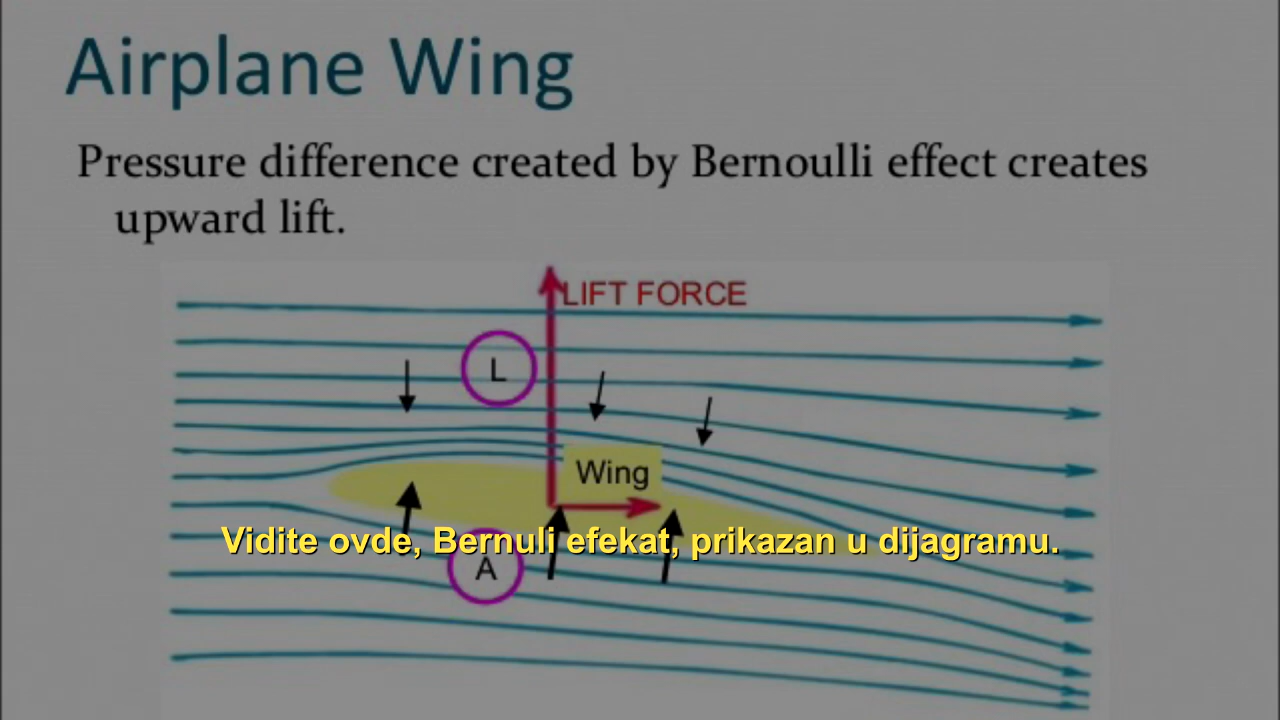 Airplane Wing
Pressure difference created by Bernoulli effect creates
upward lift.
LIFT FORCE
L
Wing
Vidite ovde, Bernuli efekat, prikazan u dijagramu.
A